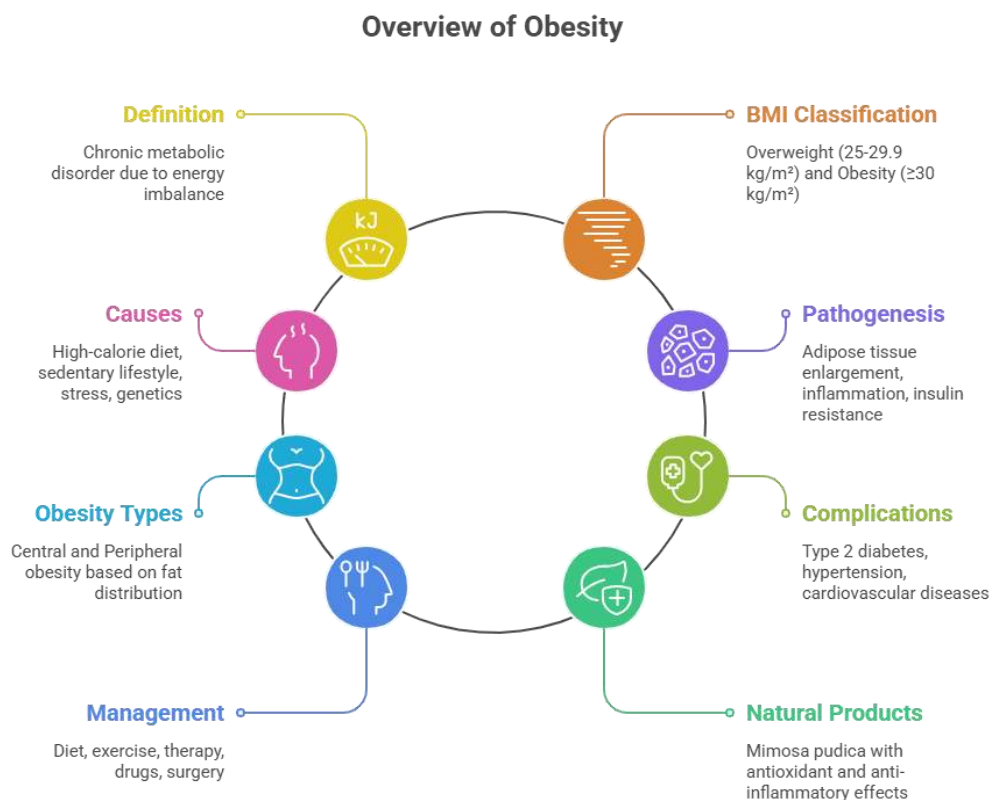 Overview of Obesity
Definition
Chronic metabolic
disorder due to energy
imbalance
BMI Classification
Overweight (25-29.9
kg/m²) and Obesity (≥30
kg/m²)
kJ
Causes
High-calorie diet,
sedentary lifestyle,
stress, genetics
Pathogenesis
Adipose tissue
enlargement,
inflammation, insulin
resistance
Obesity Types
Central and Peripheral
obesity based on fat
distribution
Complications
Type 2 diabetes,
hypertension,
cardiovascular diseases
Management
Diet, exercise, therapy,
drugs, surgery
Natural Products
Mimosa pudica with
antioxidant and anti-
inflammatory effects